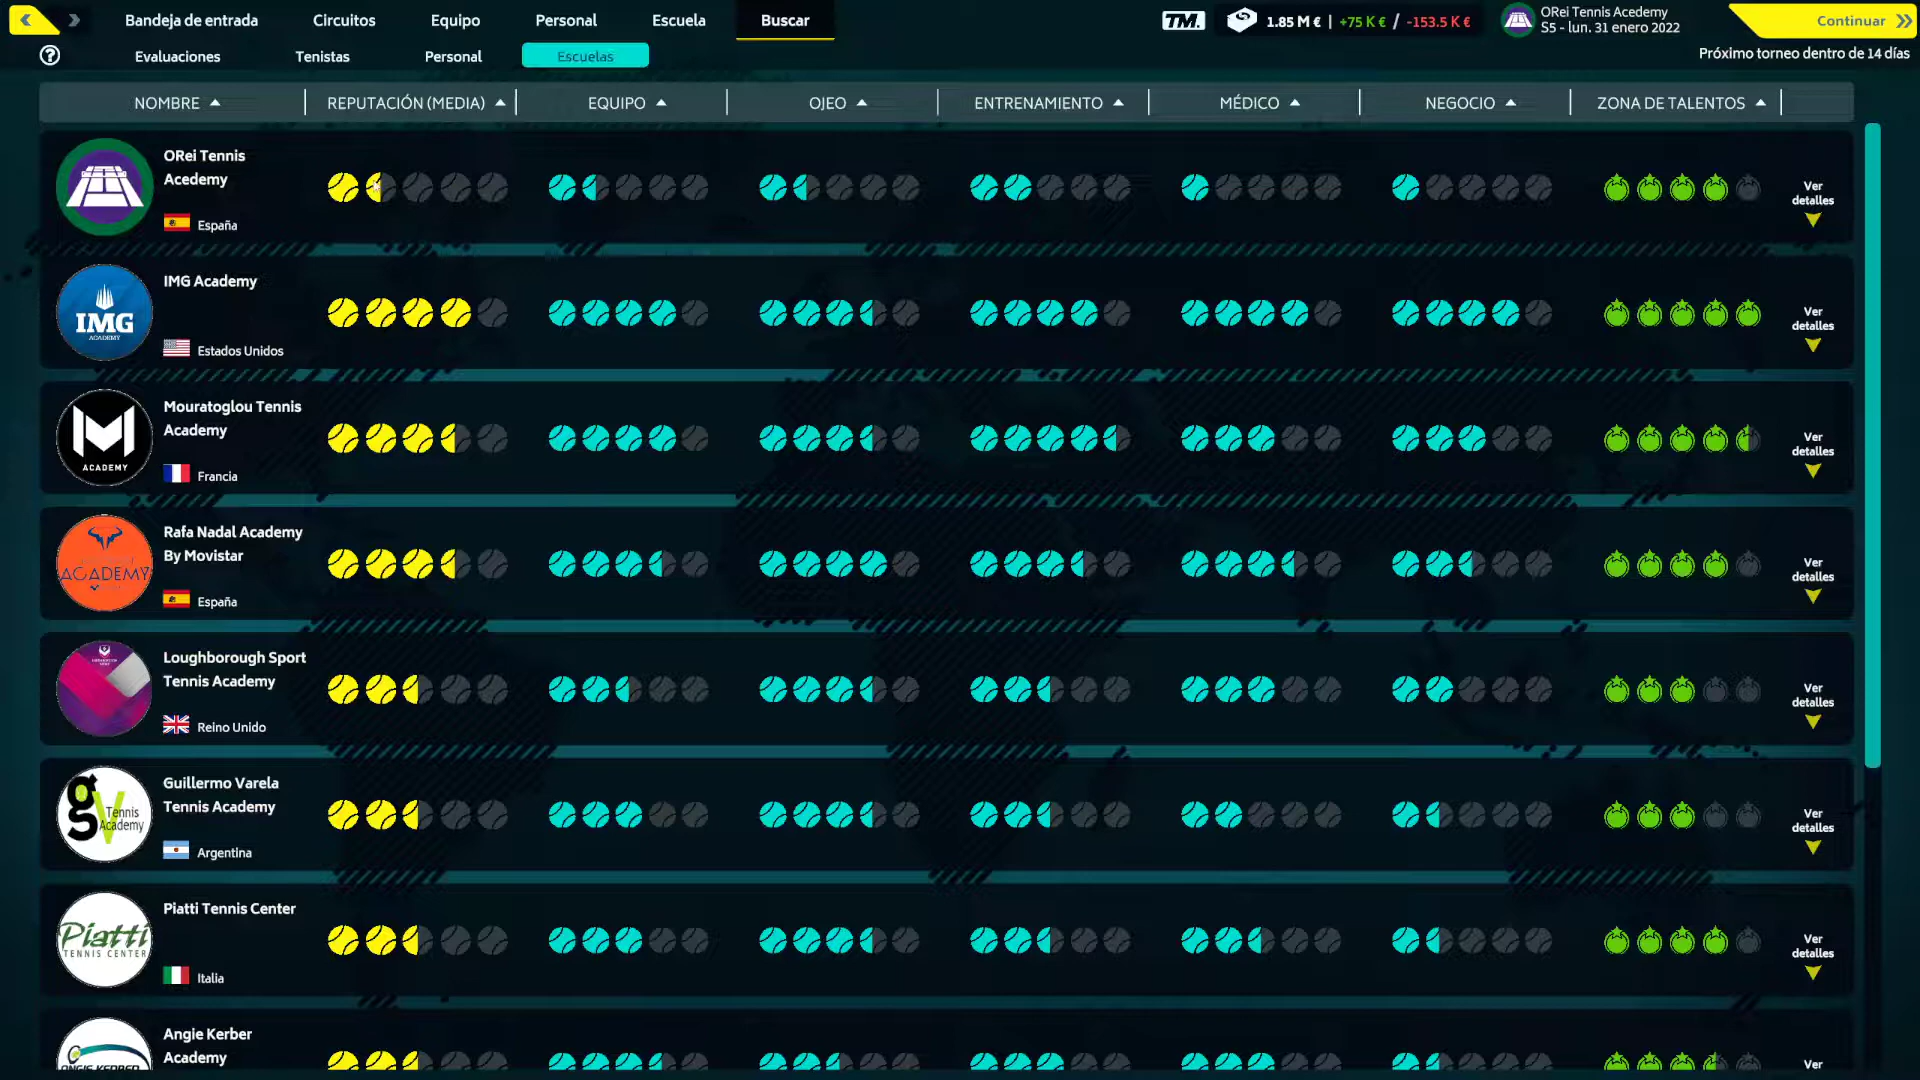 Bandeja de entrada Circuitos Equipo Personal Escuela Buscar
TM. 1.85 M € | +75 K € / -153.5 K €
ORei Tennis Acedemy
S5 - lun. 31 enero 2022
Continuar
Evaluaciones Tenistas Personal Escuelas
Próximo torneo dentro de 14 días
NOMBRE REPUTACIÓN (MEDIA) EQUIPO OJEO ENTRENAMIENTO MÉDICO NEGOCIO ZONA DE TALENTOS
ORei Tennis
Acedemy
España
Ver
detalles
IMG
ACADEMY
IMG Academy
Estados Unidos
Ver
detalles
ACADEMY
Mouratoglou Tennis
Academy
Francia
Ver
detalles
ACADEMY
Rafa Nadal Academy
By Movistar
España
Ver
detalles
Loughborough Sport
Tennis Academy
Reino Unido
Ver
detalles
gV
Tennis
Academy
Guillermo Varela
Tennis Academy
Argentina
Ver
detalles
Piatti
TENNIS CENTER
Piatti Tennis Center
Italia
Ver
detalles
ANGIE KERBER
Angie Kerber
Academy
Ver